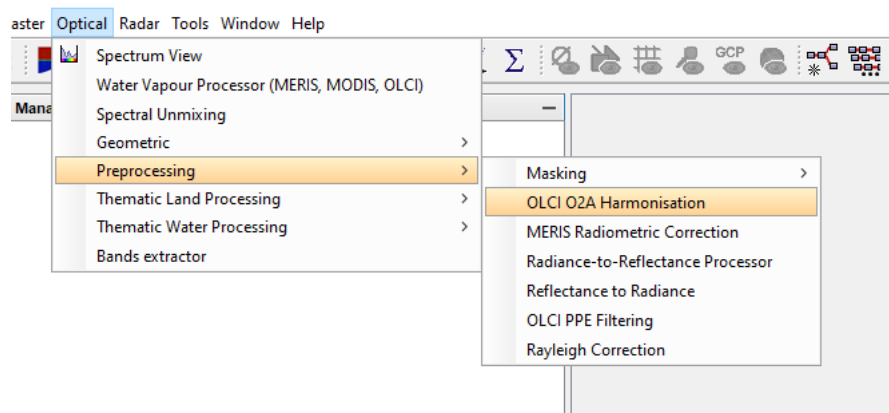 aster Optical Radar Tools Window Help
Σ GCP
Spectrum View
Water Vapour Processor (MERIS, MODIS, OLCI)
Mana
Spectral Unmixing
Geometric
Preprocessing
Thematic Land Processing
Thematic Water Processing
Bands extractor
Masking
OLCI O2A Harmonisation
MERIS Radiometric Correction
Radiance-to-Reflectance Processor
Reflectance to Radiance
OLCI PPE Filtering
Rayleigh Correction